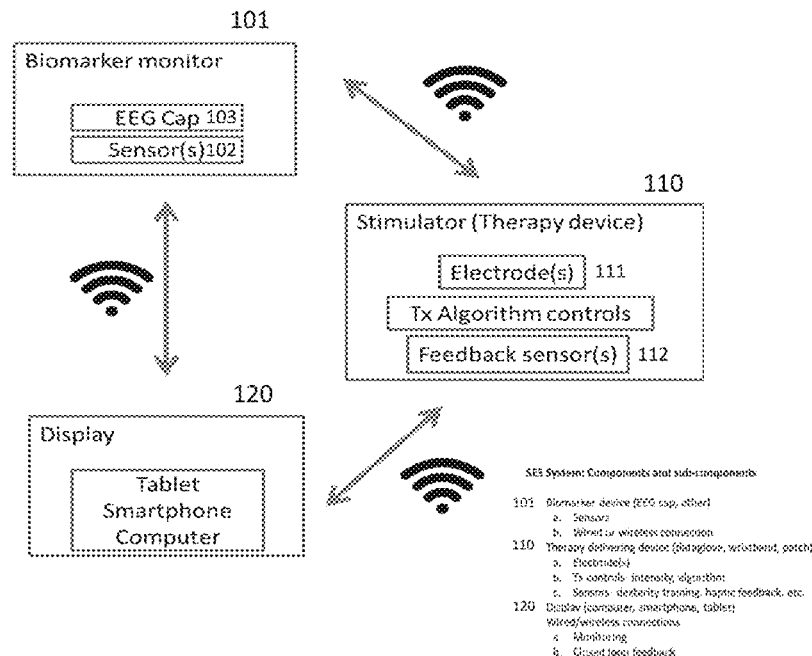 101
Biomarker monitor
EEG Cap 103
Sensor(s)102
110
Stimulator (Therapy device)
Electrode(s) 111
Tx Algorithm controls
Feedback sensor(s) 112
120
Display
Tablet
Smartphone
Computer
SES System: Components and sub-components
101 Biomarker device (EEG cap, other)
a. Sensors
b. Wired or wireless connection
110 Therapy delivering device (dataglove, wristband, patch)
a. Electrode(s)
b. Tx controls- intensity, algorithm
c. Sensors- dexterity training, haptic feedback, etc.
120 Display (computer, smartphone, tablet)
Wired/wireless connections
a. Monitoring
b. Closed loop feedback